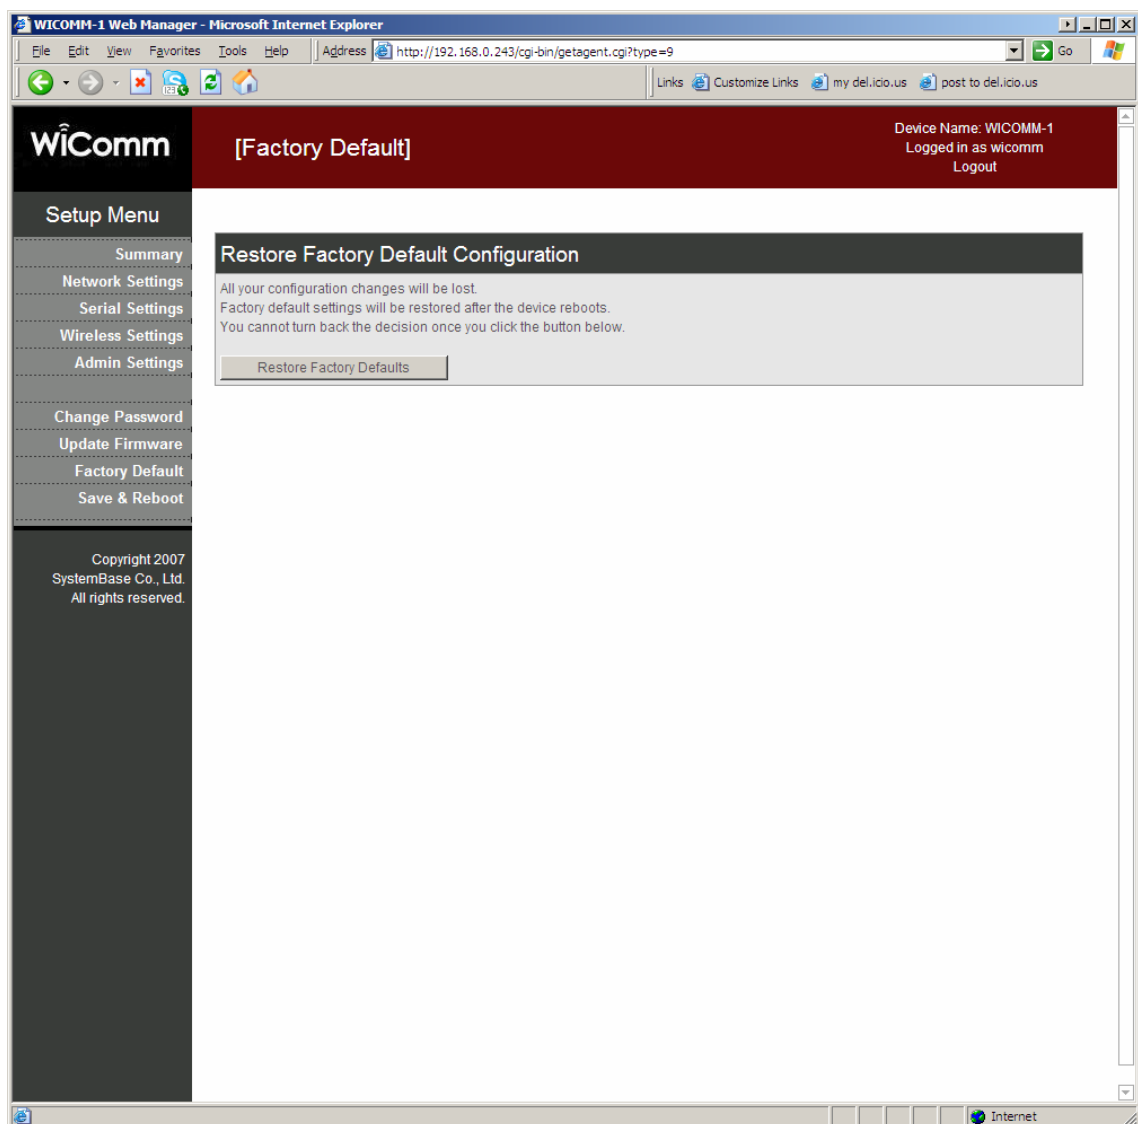 WICOMM-1 Web Manager - Microsoft Internet Explorer
File Edit View Favorites Tools Help Address http://192.168.0.243/cgi-bin/getagent.cgi?type=9 Go
Links Customize Links my del.icio.us post to del.icio.us
WiComm
[Factory Default]
Device Name: WICOMM-1
Logged in as wicomm
Logout
Setup Menu
Summary
Network Settings
Serial Settings
Wireless Settings
Admin Settings
Change Password
Update Firmware
Factory Default
Save & Reboot
Copyright 2007
SystemBase Co., Ltd.
All rights reserved.
Restore Factory Default Configuration
All your configuration changes will be lost.
Factory default settings will be restored after the device reboots.
You cannot turn back the decision once you click the button below.
Restore Factory Defaults
Internet